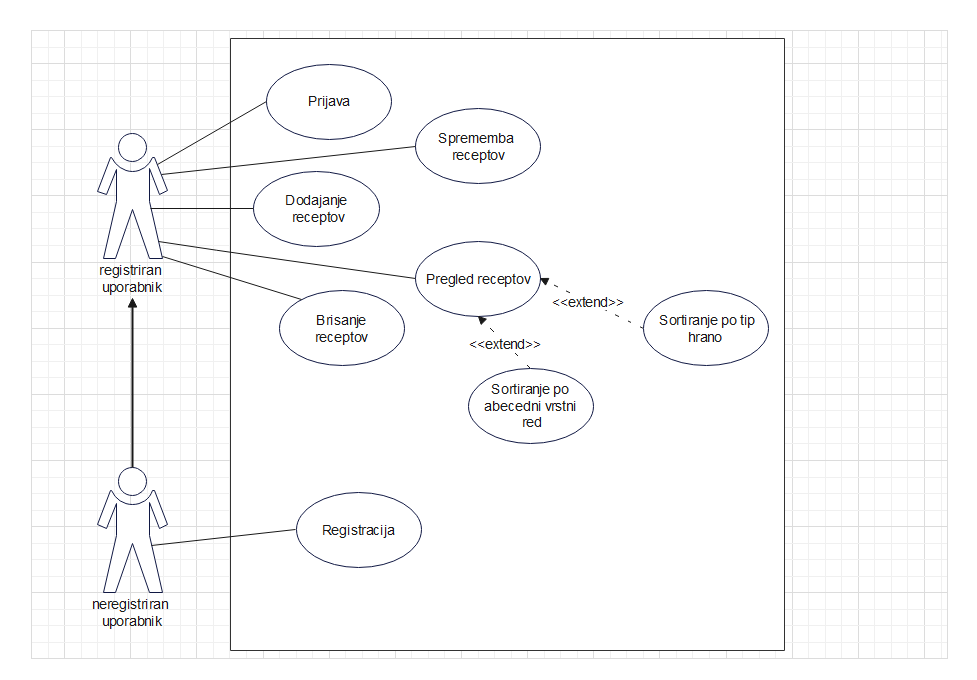 Prijava
Sprememba
receptov
Dodajanje
receptov
registriran
uporabnik
Pregled receptov
<<extend>>
Brisanje
receptov
Sortiranje po tip
hrano
<<extend>>
Sortiranje po
abecedni vrstni
red
Registracija
neregistriran
uporabnik